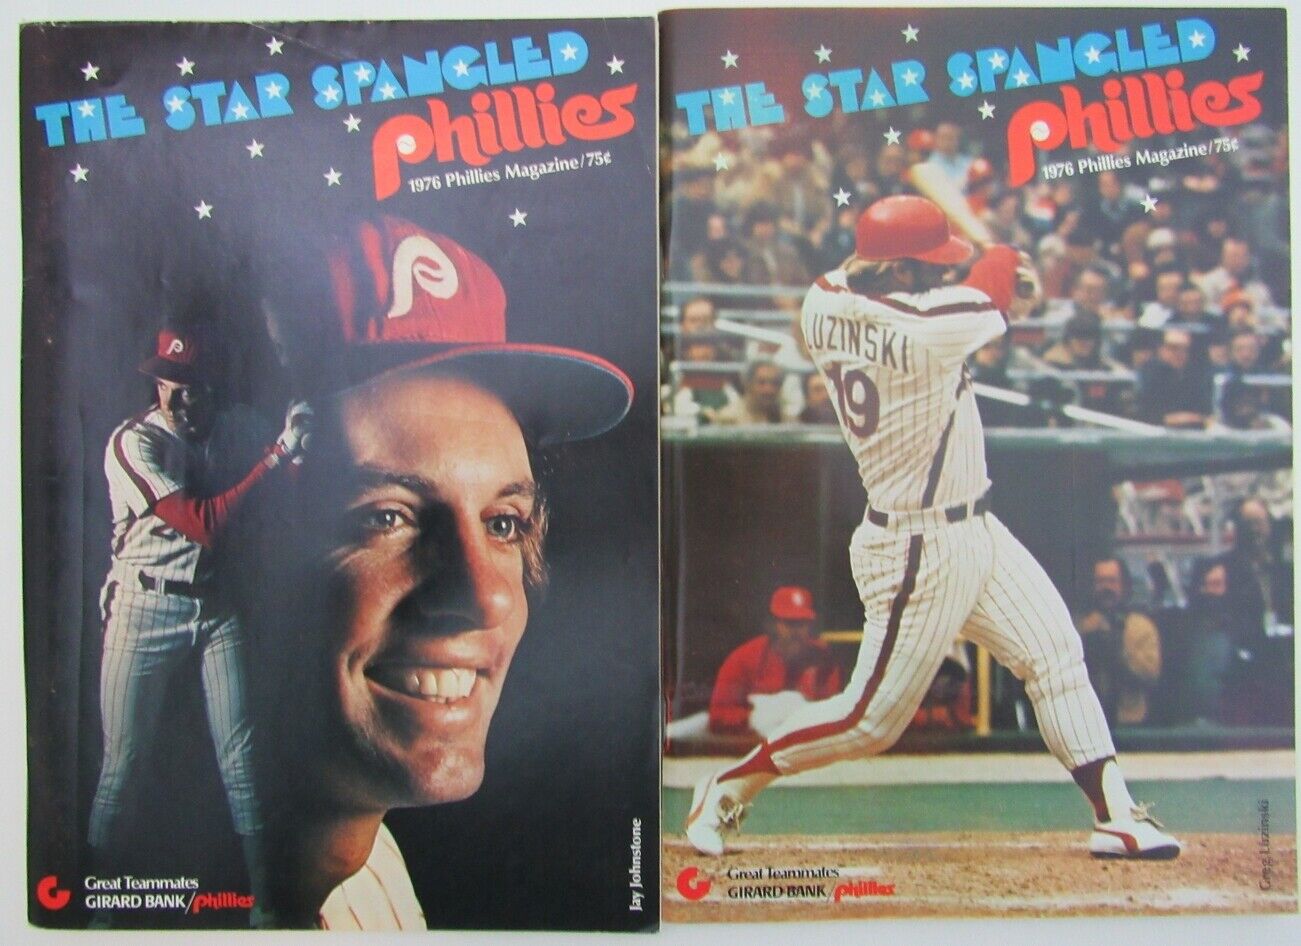 THE STAR SPANGLED
phillies
1976 Phillies Magazine/75¢
P
P
Jay Johnstone
Great Teammates
GIRARD BANK/phillies
THE STAR SPANGLED
phillies
1976 Phillies Magazine/75¢
LUZINSKI
19
Greg Luzinski
Great Teammates
GIRARD BANK/phillies